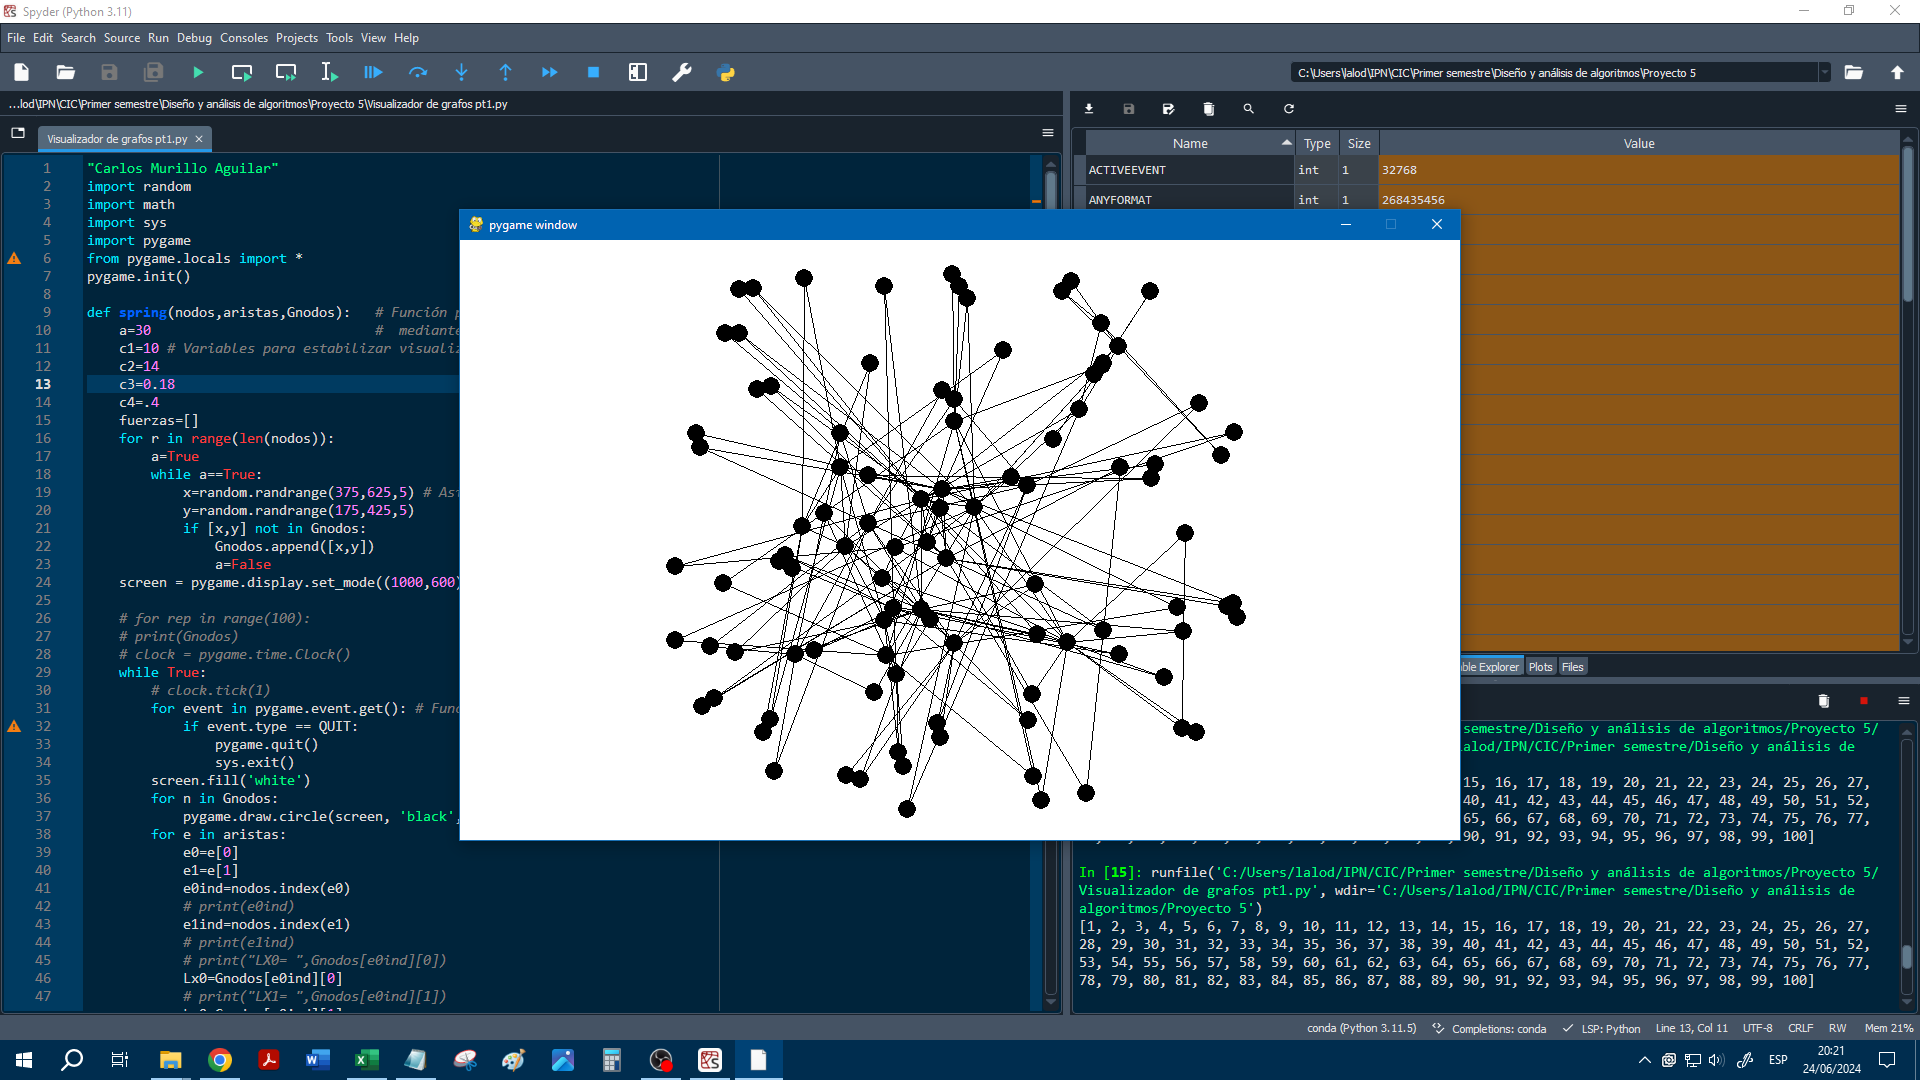 Spyder (Python 3.11)
File Edit Search Source Run Debug Consoles Projects Tools View Help
C:\Users\lalod\IPN\CIC\Primer semestre\Diseño y análisis de algoritmos\Proyecto 5
...lod\IPN\CIC\Primer semestre\Diseño y análisis de algoritmos\Proyecto 5\Visualizador de grafos pt1.py
Visualizador de grafos pt1.py
1 "Carlos Murillo Aguilar"
2 import random
3 import math
4 import sys
5 import pygame
6 from pygame.locals import *
7 pygame.init()
8
9 def spring(nodos,aristas,Gnodos): # Función
10 a=30 # mediante
11 c1=10 # Variables para estabilizar
12 c2=14
13 c3=0.18
14 c4=.4
15 fuerzas=[]
16 for r in range(len(nodos)):
17 a=True
18 while a==True:
19 x=random.randrange(375,625,5) #
20 y=random.randrange(175,425,5)
21 if [x,y] not in Gnodos:
22 Gnodos.append([x,y])
23 a=False
24 screen = pygame.display.set_mode((1000,600)
25
26 # for rep in range(100):
27 # print(Gnodos)
28 # clock = pygame.time.Clock()
29 while True:
30 # clock.tick(1)
31 for event in pygame.event.get(): #
32 if event.type == QUIT:
33 pygame.quit()
34 sys.exit()
35 screen.fill('white')
36 for n in Gnodos:
37 pygame.draw.circle(screen, 'black',
38 for e in aristas:
39 e0=e[0]
40 e1=e[1]
41 e0ind=nodos.index(e0)
42 # print(e0ind)
43 e1ind=nodos.index(e1)
44 # print(e1ind)
45 # print("LX0= ",Gnodos[e0ind][0])
46 Lx0=Gnodos[e0ind][0]
47 # print("LX1= ",Gnodos[e0ind][1])
pygame window
Name Type Size Value
ACTIVEEVENT int 1 32768
ANYFORMAT int 1 268435456
ble Explorer Plots Files
semestre/Diseño y análisis de algoritmos/Proyecto 5/
lalod/IPN/CIC/Primer semestre/Diseño y análisis de
15, 16, 17, 18, 19, 20, 21, 22, 23, 24, 25, 26, 27,
40, 41, 42, 43, 44, 45, 46, 47, 48, 49, 50, 51, 52,
65, 66, 67, 68, 69, 70, 71, 72, 73, 74, 75, 76, 77,
90, 91, 92, 93, 94, 95, 96, 97, 98, 99, 100]
In [15]: runfile('C:/Users/lalod/IPN/CIC/Primer semestre/Diseño y análisis de algoritmos/Proyecto 5/
Visualizador de grafos pt1.py', wdir='C:/Users/lalod/IPN/CIC/Primer semestre/Diseño y análisis de
algoritmos/Proyecto 5')
[1, 2, 3, 4, 5, 6, 7, 8, 9, 10, 11, 12, 13, 14, 15, 16, 17, 18, 19, 20, 21, 22, 23, 24, 25, 26, 27,
28, 29, 30, 31, 32, 33, 34, 35, 36, 37, 38, 39, 40, 41, 42, 43, 44, 45, 46, 47, 48, 49, 50, 51, 52,
53, 54, 55, 56, 57, 58, 59, 60, 61, 62, 63, 64, 65, 66, 67, 68, 69, 70, 71, 72, 73, 74, 75, 76, 77,
78, 79, 80, 81, 82, 83, 84, 85, 86, 87, 88, 89, 90, 91, 92, 93, 94, 95, 96, 97, 98, 99, 100]
conda (Python 3.11.5) Completions: conda LSP: Python Line 13, Col 11 UTF-8 CRLF RW Mem 21%
ESP
20:21
24/06/2024